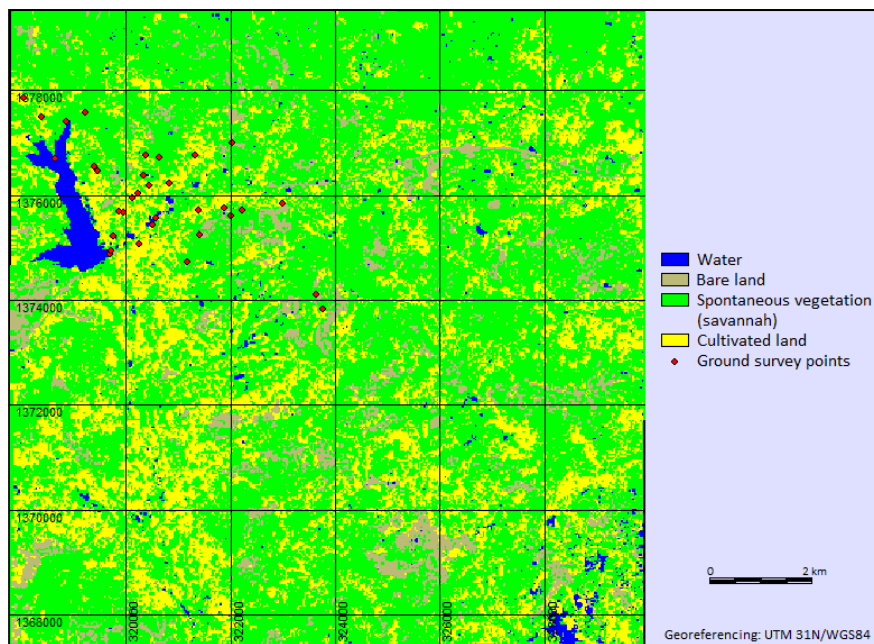 1378000
1376000
1374000
1372000
1370000
1368000
320000
322000
324000
326000
Water
Bare land
Spontaneous vegetation
(savannah)
Cultivated land
Ground survey points
0 2 km
Georeferencing: UTM 31N/WGS84